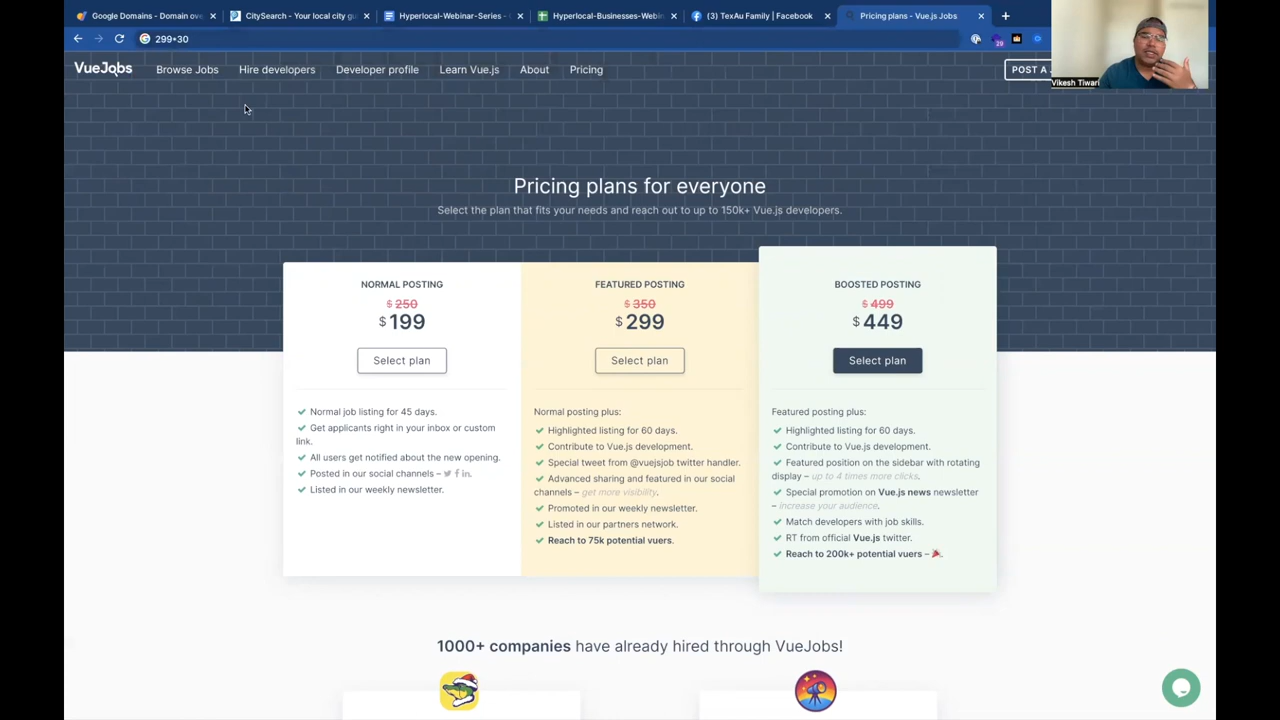 Google Domains - Domain ove
CitySearch - Your local city gu
Hyperlocal-Webinar-Series -
Hyperlocal-Businesses-Webin
(3) TexAu Family | Facebook
Pricing plans - Vue.js Jobs
299*30
29
VueJobs
Browse Jobs
Hire developers
Developer profile
Learn Vue.js
About
Pricing
POST A
Vikesh Tiwari
Pricing plans for everyone
Select the plan that fits your needs and reach out to up to 150k+ Vue.js developers.
NORMAL POSTING
$ 250
$ 199
Select plan
Normal job listing for 45 days.
Get applicants right in your inbox or custom
link.
All users get notified about the new opening.
Posted in our social channels –
Listed in our weekly newsletter.
FEATURED POSTING
$ 350
$ 299
Select plan
Normal posting plus:
Highlighted listing for 60 days.
Contribute to Vue.js development.
Special tweet from @vuejsjob twitter handler.
Advanced sharing and featured in our social
channels – get more visibility.
Promoted in our weekly newsletter.
Listed in our partners network.
Reach to 75k potential vuers.
BOOSTED POSTING
$ 499
$ 449
Select plan
Featured posting plus:
Highlighted listing for 60 days.
Contribute to Vue.js development.
Featured position on the sidebar with rotating
display – up to 4 times more clicks.
Special promotion on Vue.js news newsletter
– increase your audience.
Match developers with job skills.
RT from official Vue.js twitter.
Reach to 200k+ potential vuers – 🎉.
1000+ companies have already hired through VueJobs!